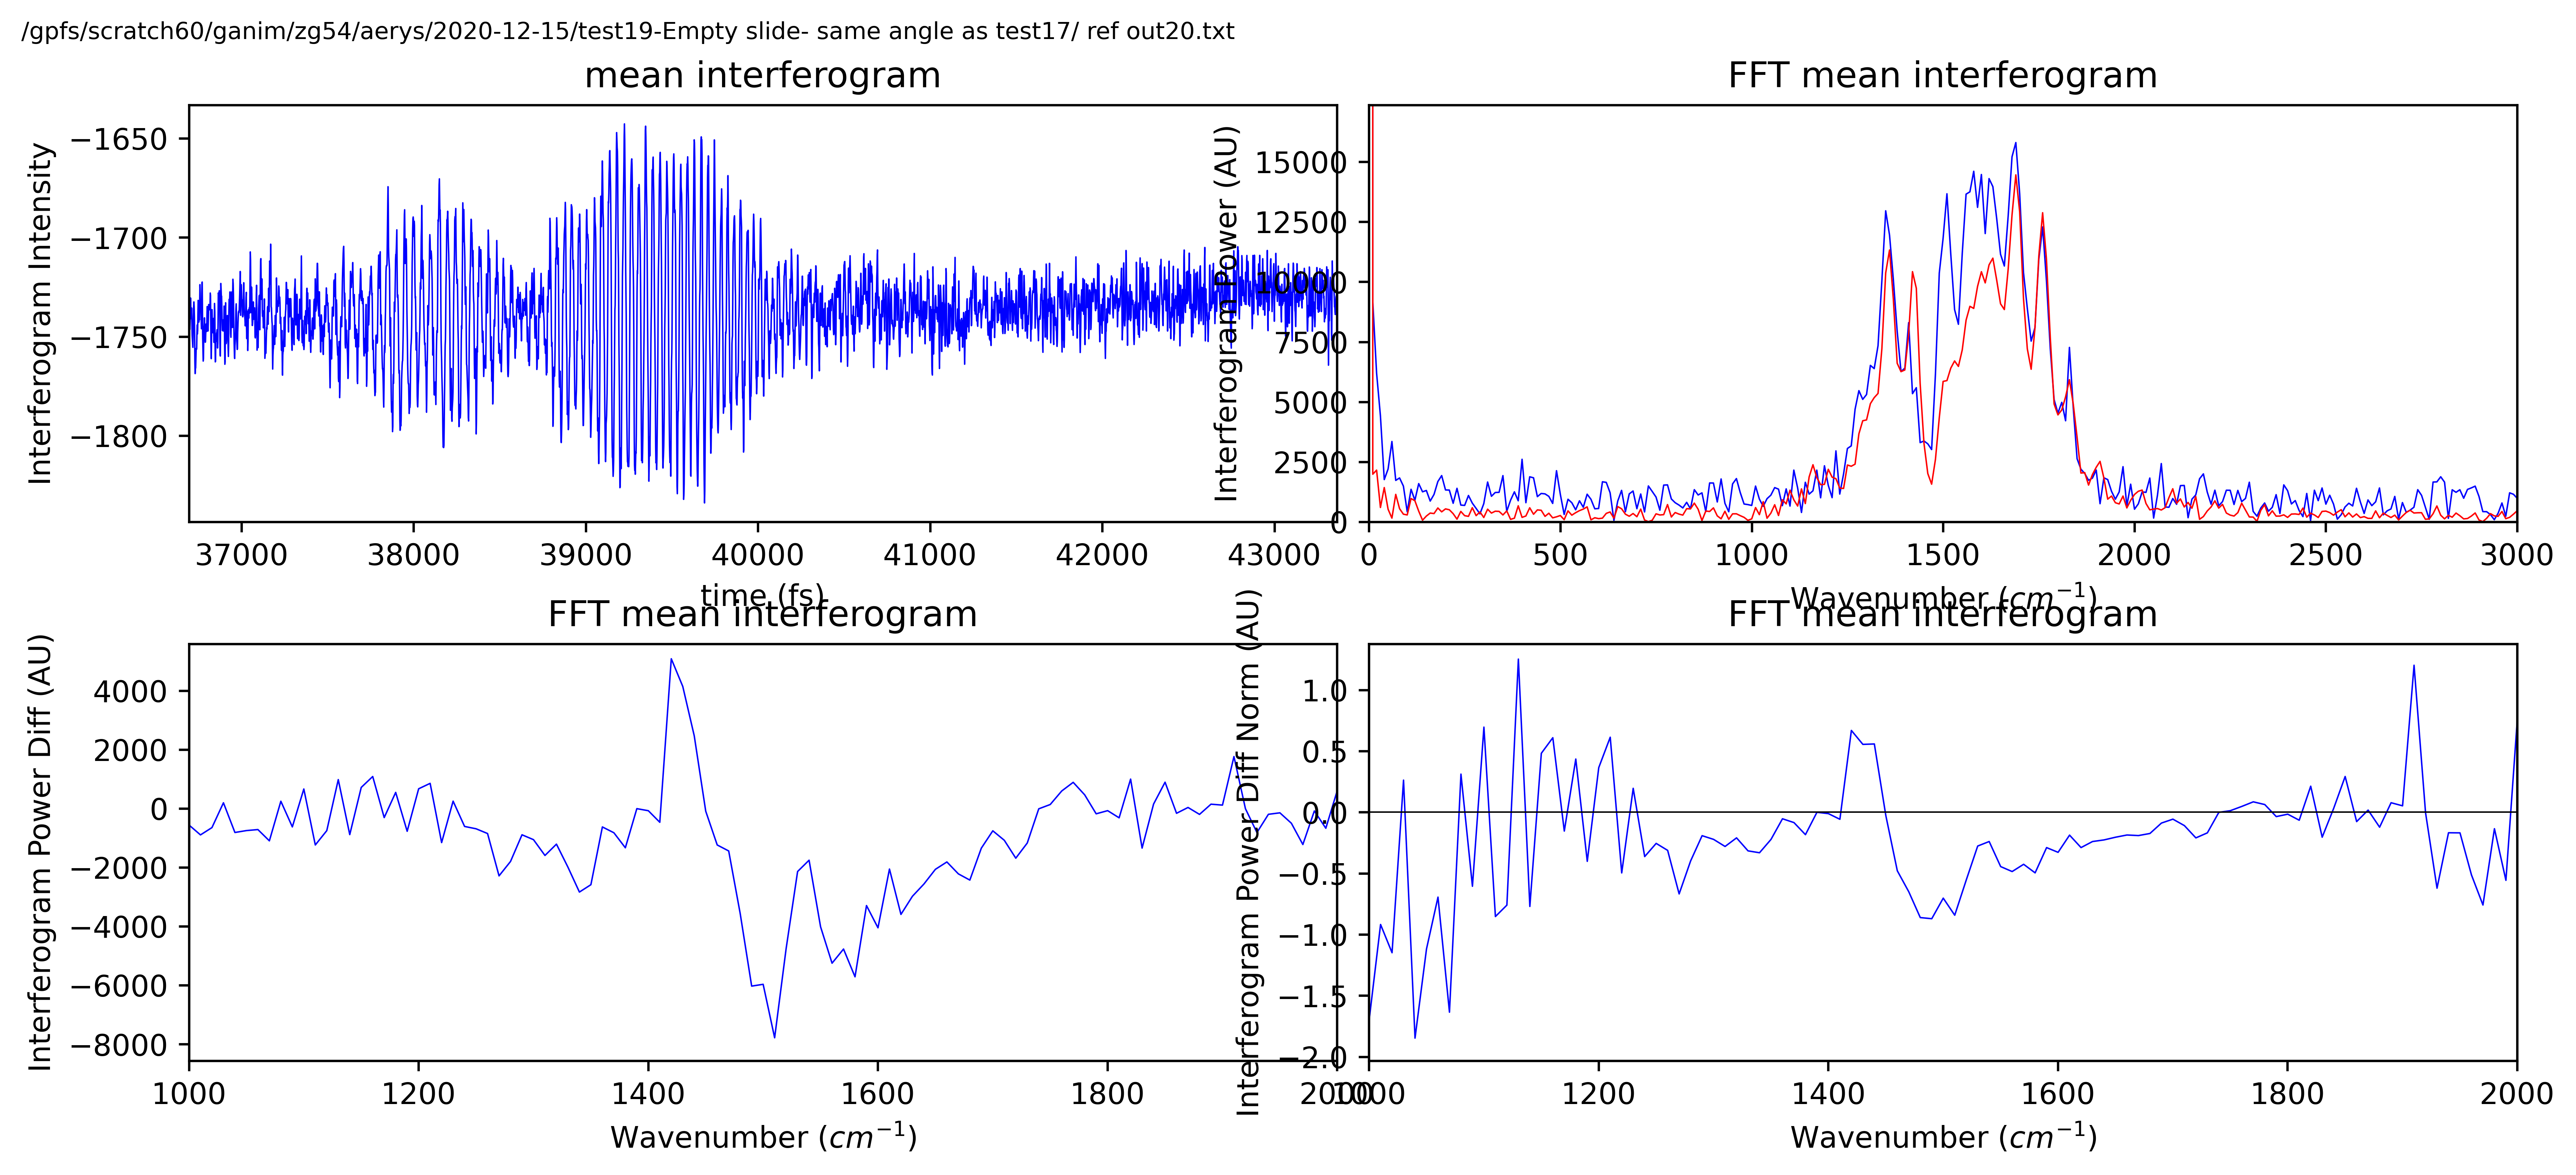 /gpfs/scratch60/ganim/zg54/aerys/2020-12-15/test19-Empty slide- same angle as test17/ ref out20.txt
mean interferogram
Interferogram Intensity
−1650
−1700
−1750
−1800
37000 38000 39000 40000 41000 42000 43000
time (fs)
FFT mean interferogram
Interferogram Power (AU)
15000
12500
10000
7500
5000
2500
0
0 500 1000 1500 2000 2500 3000
Wavenumber (cm⁻¹)
FFT mean interferogram
Interferogram Power Diff (AU)
4000
2000
0
−2000
−4000
−6000
−8000
1000 1200 1400 1600 1800 2000
Wavenumber (cm⁻¹)
FFT mean interferogram
Interferogram Power Diff Norm (AU)
1.0
0.5
0.0
−0.5
−1.0
−1.5
−2.0
1000 1200 1400 1600 1800 2000
Wavenumber (cm⁻¹)